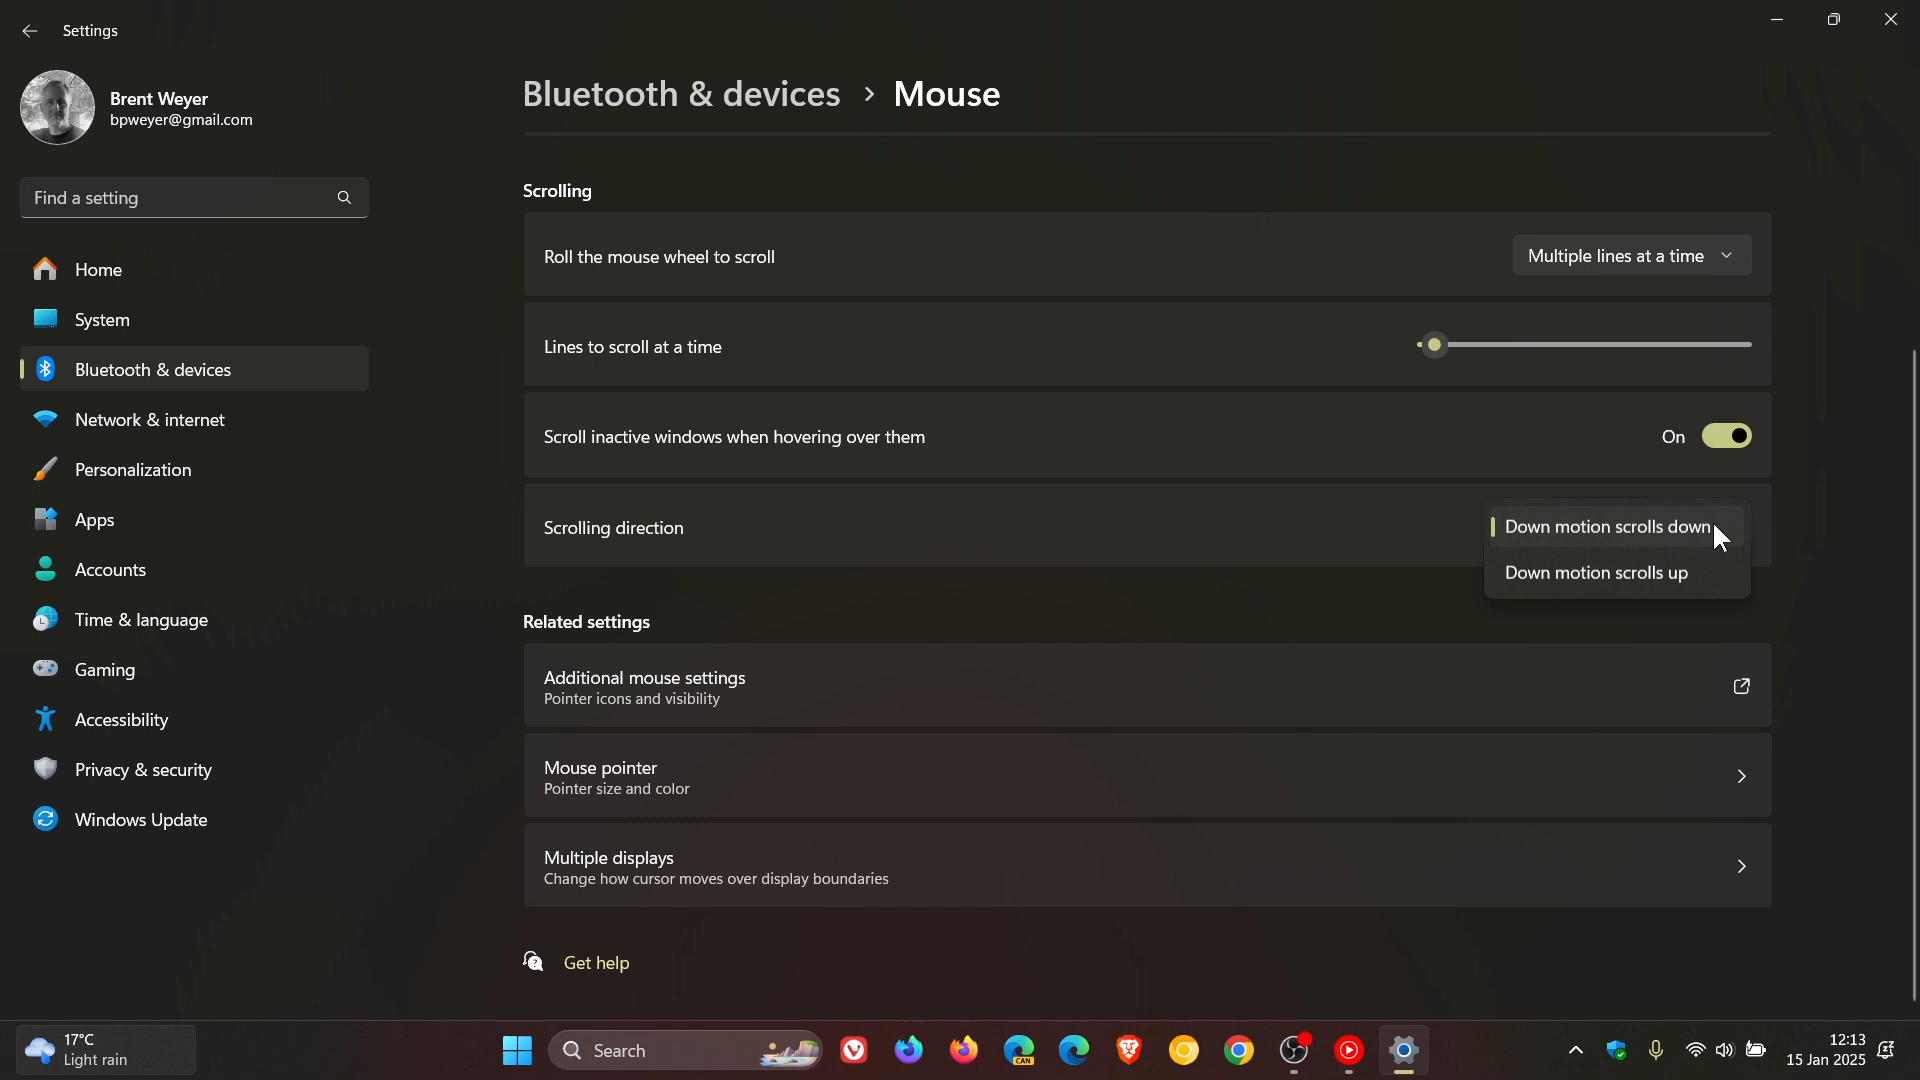 Settings
Brent Weyer
bpweyer@gmail.com
Find a setting
Home
System
Bluetooth & devices
Network & internet
Personalization
Apps
Accounts
Time & language
Gaming
Accessibility
Privacy & security
Windows Update
Bluetooth & devices > Mouse
Scrolling
Roll the mouse wheel to scroll
Multiple lines at a time
Lines to scroll at a time
Scroll inactive windows when hovering over them
On
Scrolling direction
Down motion scrolls down
Down motion scrolls up
Related settings
Additional mouse settings
Pointer icons and visibility
Mouse pointer
Pointer size and color
Multiple displays
Change how cursor moves over display boundaries
Get help
17°C
Light rain
Search
CAN
12:13
15 Jan 2025